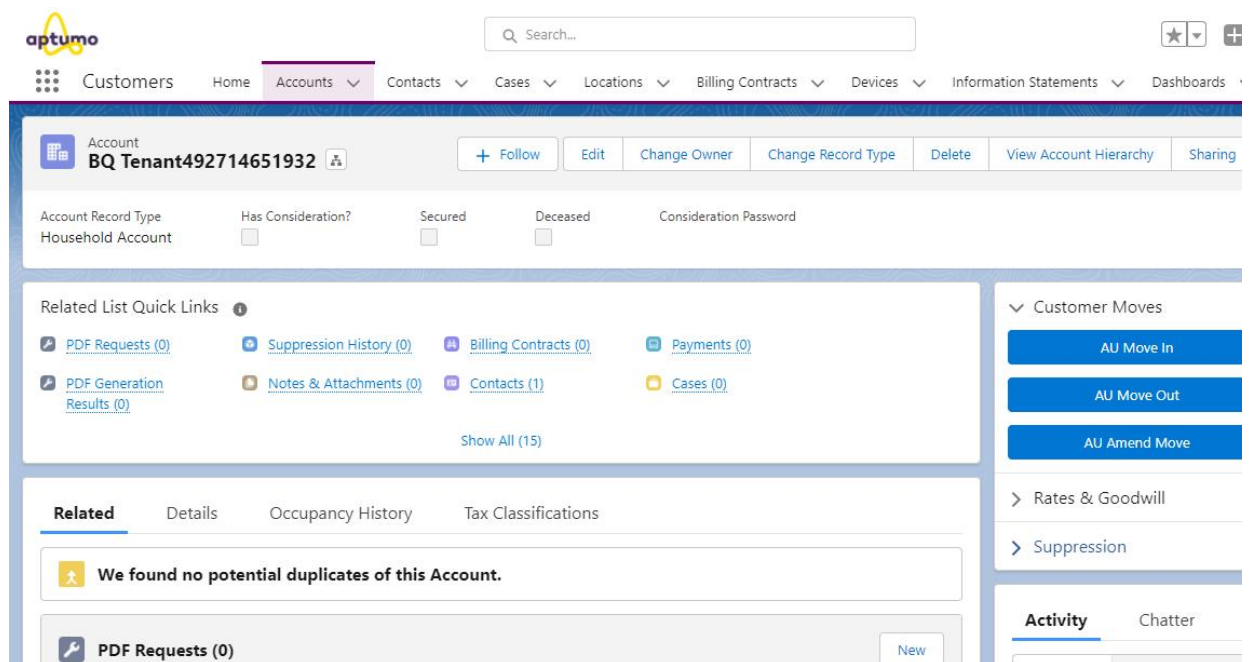 aptumo
Search...
Customers Home Accounts Contacts Cases Locations Billing Contracts Devices Information Statements Dashboards
Account
BQ Tenant492714651932
+ Follow Edit Change Owner Change Record Type Delete View Account Hierarchy Sharing
Account Record Type Has Consideration? Secured Deceased Consideration Password
Household Account
Related List Quick Links
PDF Requests (0) Suppression History (0) Billing Contracts (0) Payments (0)
PDF Generation Notes & Attachments (0) Contacts (1) Cases (0)
Results (0)
Show All (15)
Customer Moves
AU Move In
AU Move Out
AU Amend Move
Rates & Goodwill
Suppression
Related Details Occupancy History Tax Classifications
We found no potential duplicates of this Account.
PDF Requests (0) New
Activity Chatter